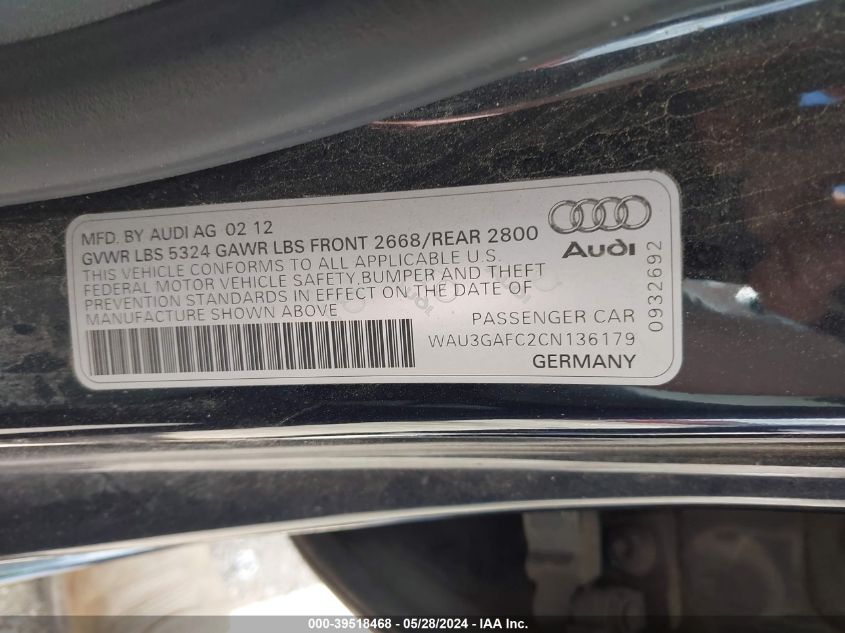 MFD. BY AUDI AG 02 12
GVWR LBS 5324 GAWR LBS FRONT 2668/REAR 2800
THIS VEHICLE CONFORMS TO ALL APPLICABLE U.S.
FEDERAL MOTOR VEHICLE SAFETY, BUMPER AND THEFT
PREVENTION STANDARDS IN EFFECT ON THE DATE OF
MANUFACTURE SHOWN ABOVE
Audi
0932692
PASSENGER CAR
WAU3GAFC2CN136179
GERMANY
000-39518468 - 05/28/2024 - IAA Inc.